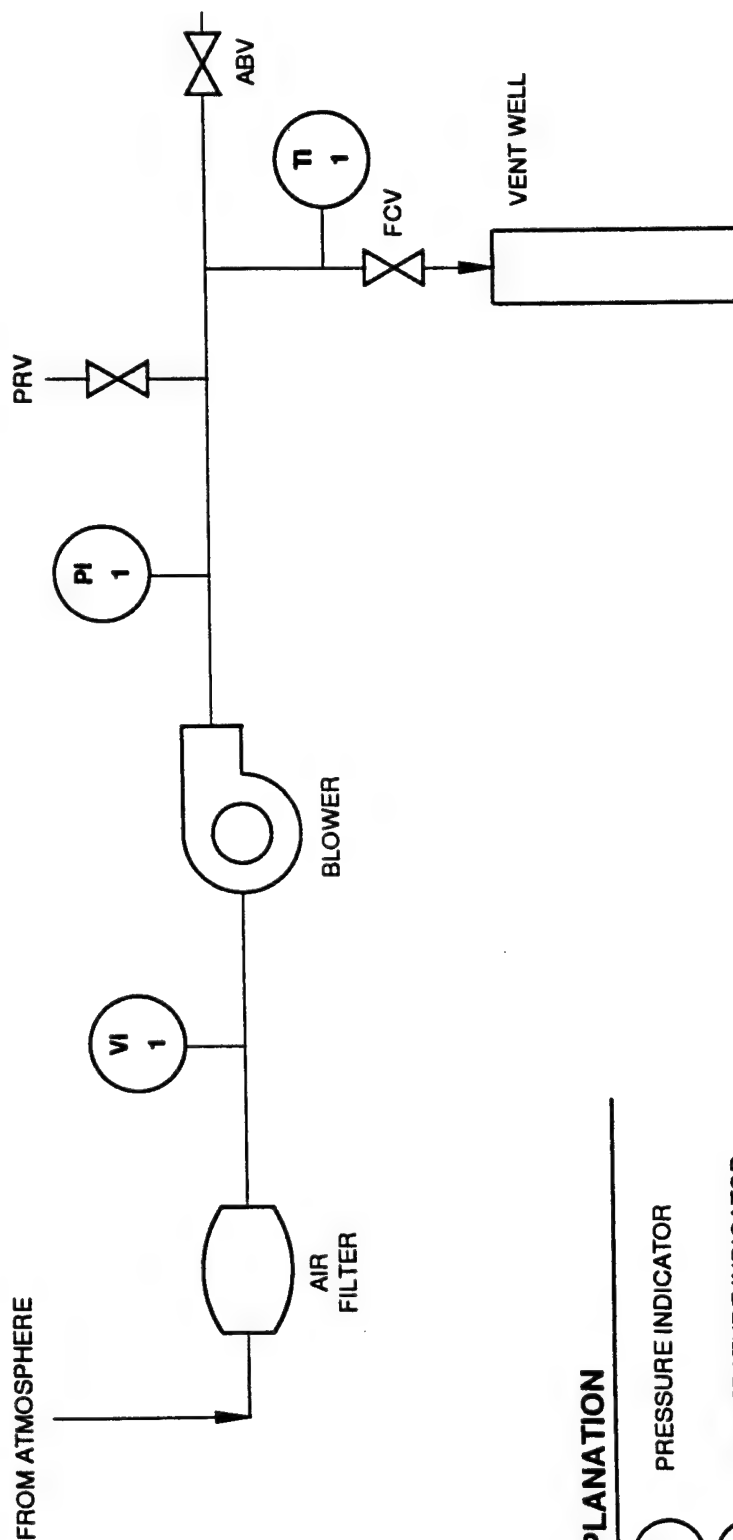 FROM ATMOSPHERE
AIR
FILTER
VI
1
BLOWER
PI
1
PRV
ABV
TI
1
FCV
VENT WELL
PLANATION
PRESSURE INDICATOR